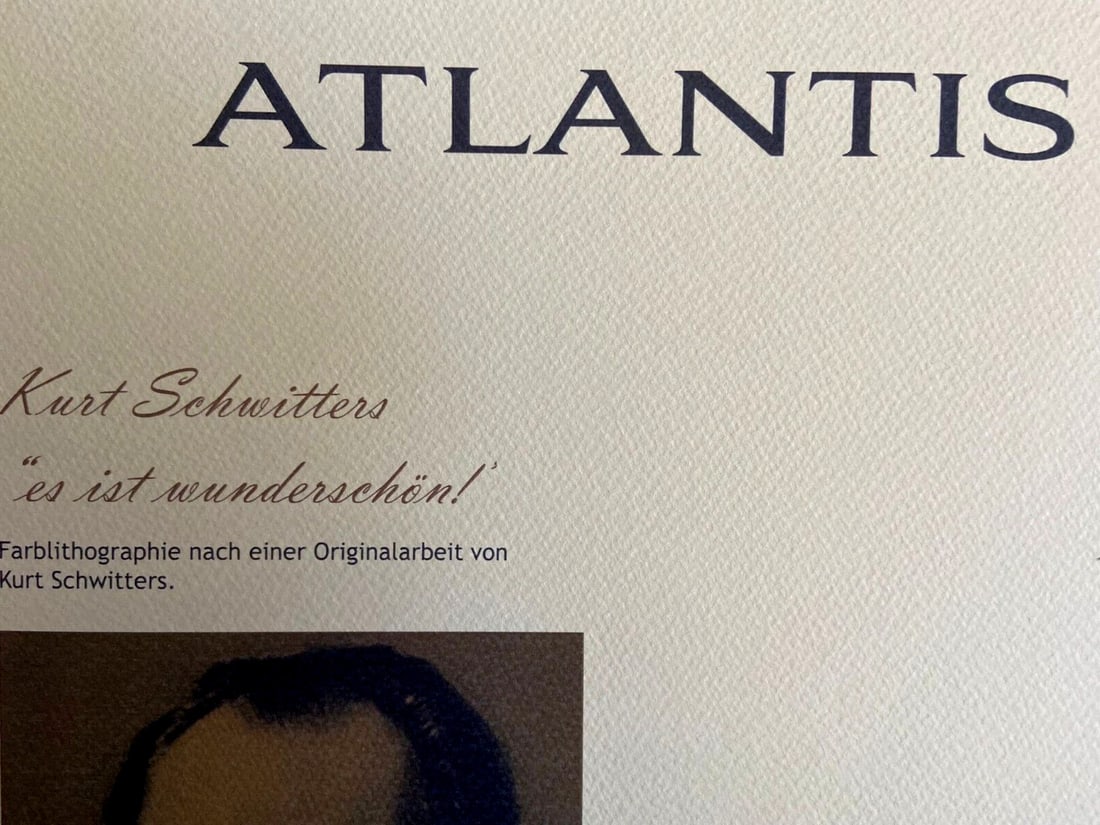 ATLANTIS
Kurt Schwitters
“es ist wunderschön!’
Farblithographie nach einer Originalarbeit von
Kurt Schwitters.